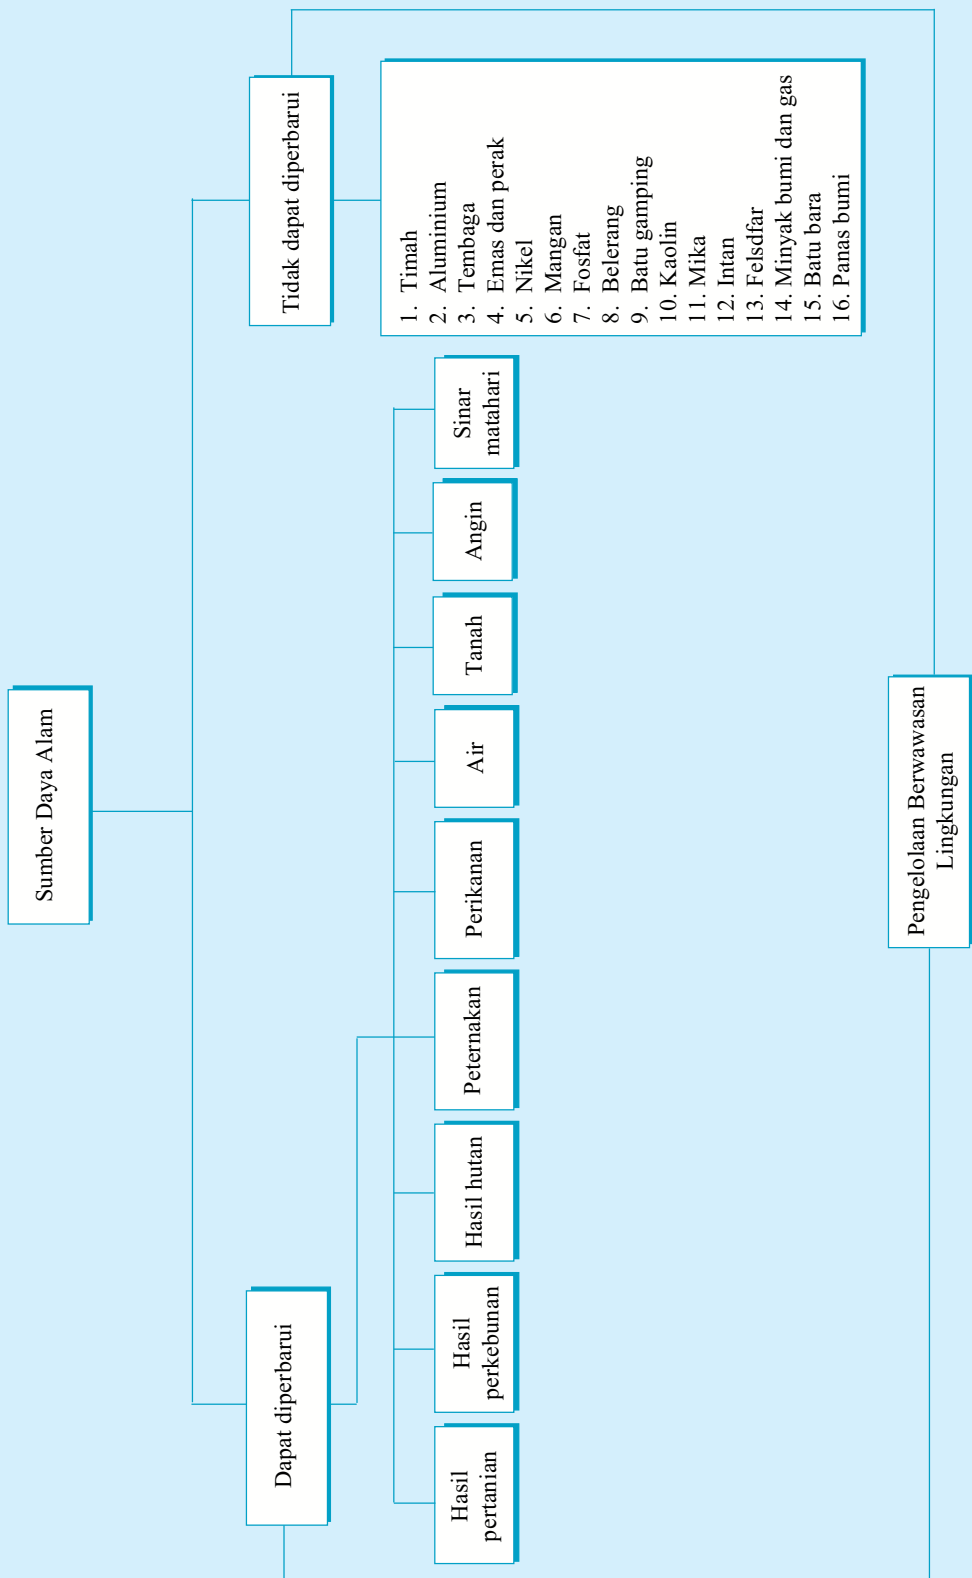 Sumber Daya Alam
Dapat diperbarui
Tidak dapat diperbarui
Hasil
pertanian
Hasil
perkebunan
Hasil hutan
Peternakan
Perikanan
Air
Tanah
Angin
Sinar
matahari
1. Timah
2. Aluminium
3. Tembaga
4. Emas dan perak
5. Nikel
6. Mangan
7. Fosfat
8. Belerang
9. Batu gamping
10. Kaolin
11. Mika
12. Intan
13. Felsdfar
14. Minyak bumi dan gas
15. Batu bara
16. Panas bumi
Pengelolaan Berwawasan
Lingkungan